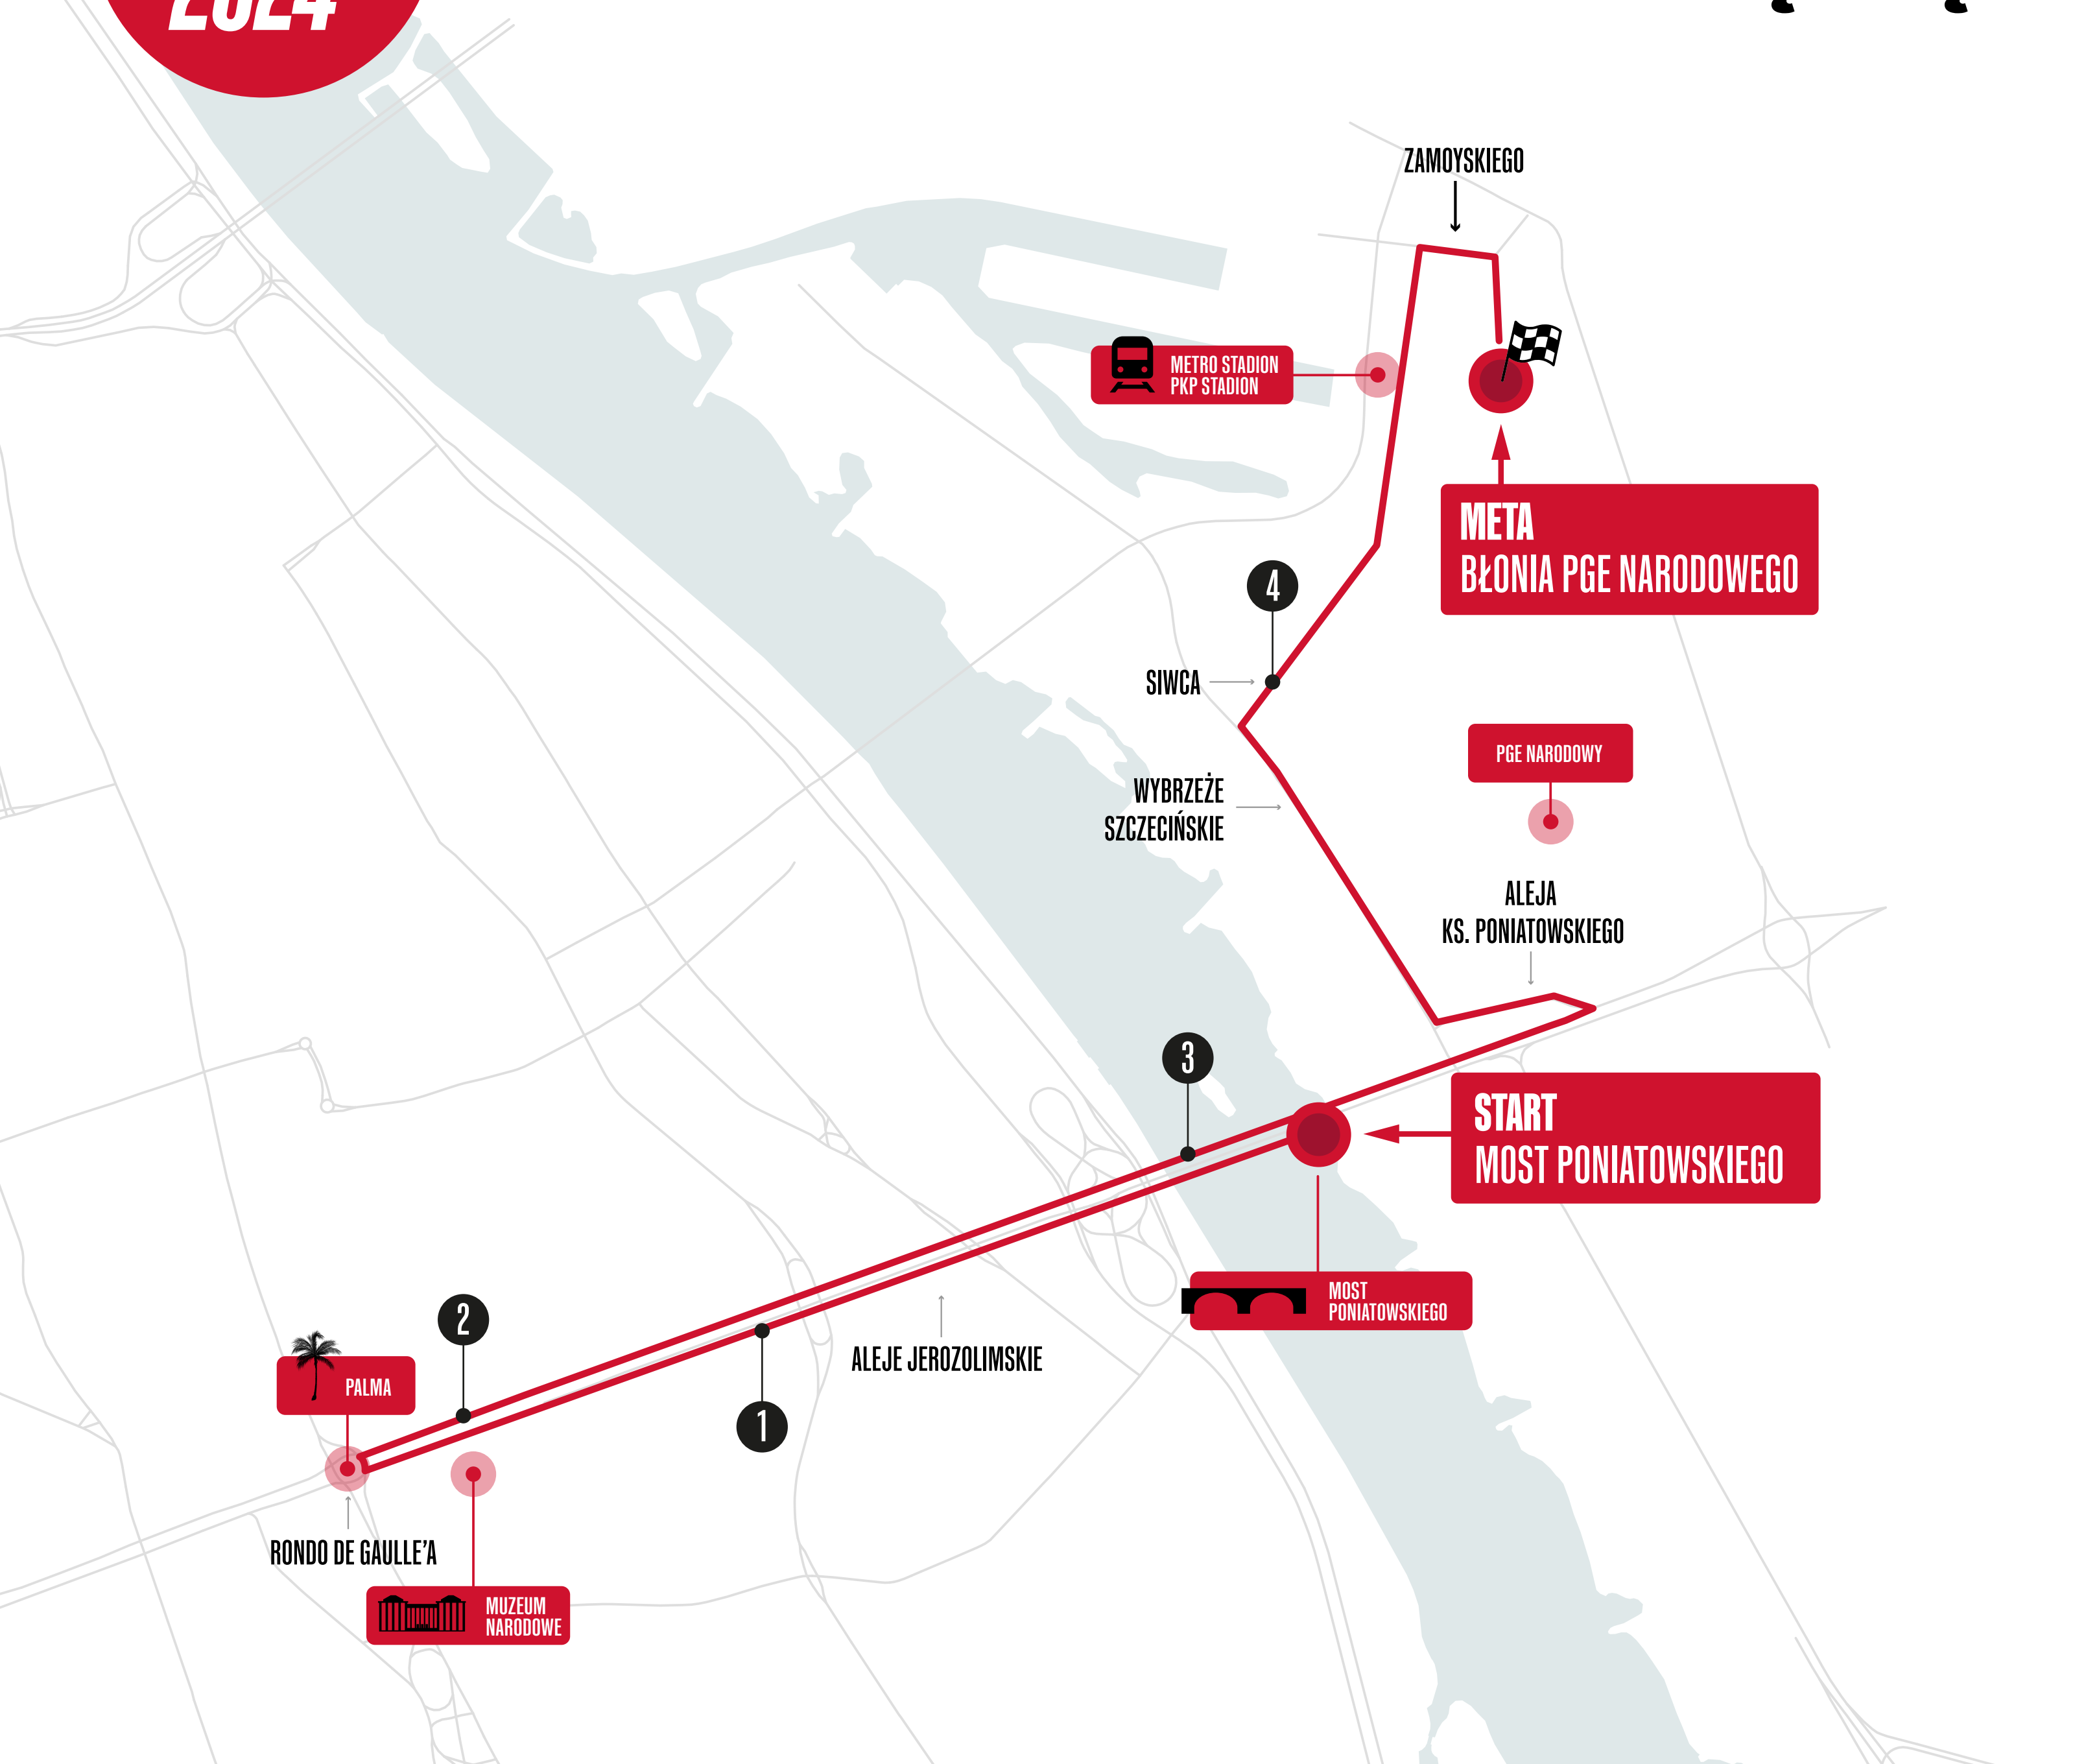 2024
ZAMOYSKIEGO
METRO STADION
PKP STADION
META
BŁONIA PGE NARODOWEGO
4
SIWCA
PGE NARODOWY
WYBRZEŻE
SZCZECIŃSKIE
ALEJA
KS. PONIATOWSKIEGO
3
START
MOST PONIATOWSKIEGO
MOST
PONIATOWSKIEGO
2
ALEJE JEROZOLIMSKIE
PALMA
1
RONDO DE GAULLE’A
MUZEUM
NARODOWE